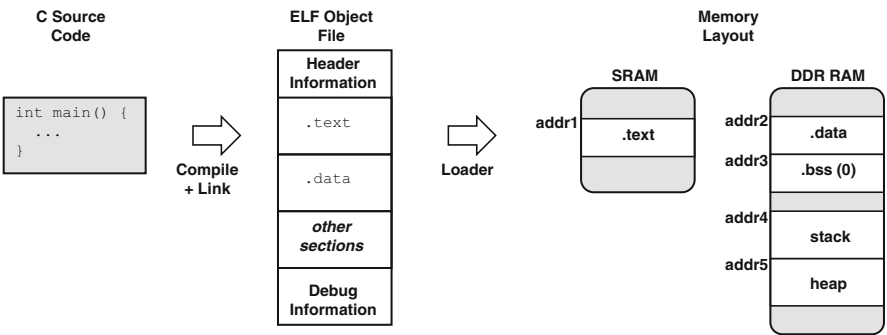 C Source
Code
int main() {
...
}
Compile
+ Link
ELF Object
File
Header
Information
.text
.data
other
sections
Debug
Information
Loader
Memory
Layout
SRAM
addr1
.text
DDR RAM
addr2
.data
addr3
.bss (0)
addr4
stack
addr5
heap